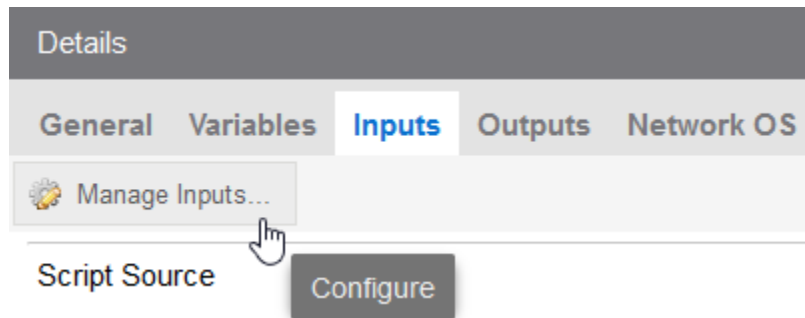 Details
General Variables Inputs Outputs Network OS
Manage Inputs...
Script Source
Configure